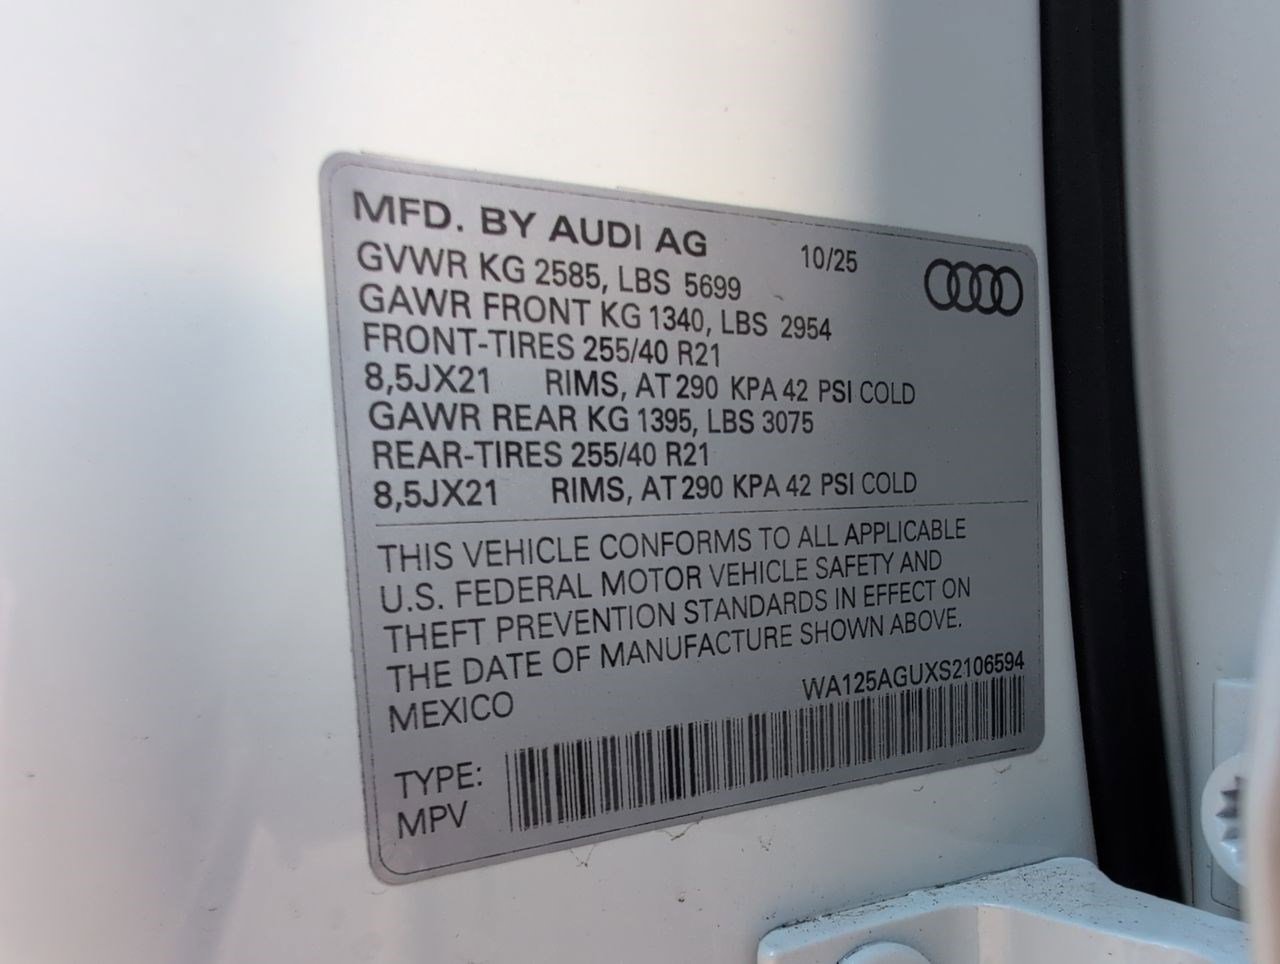 MFD. BY AUDI AG 10/25
GVWR KG 2585, LBS 5699
GAWR FRONT KG 1340, LBS 2954
FRONT-TIRES 255/40 R21
8,5JX21 RIMS, AT 290 KPA 42 PSI COLD
GAWR REAR KG 1395, LBS 3075
REAR-TIRES 255/40 R21
8,5JX21 RIMS, AT 290 KPA 42 PSI COLD
THIS VEHICLE CONFORMS TO ALL APPLICABLE
U.S. FEDERAL MOTOR VEHICLE SAFETY AND
THEFT PREVENTION STANDARDS IN EFFECT ON
THE DATE OF MANUFACTURE SHOWN ABOVE.
MEXICO WA125AGUXS2106594
TYPE:
MPV